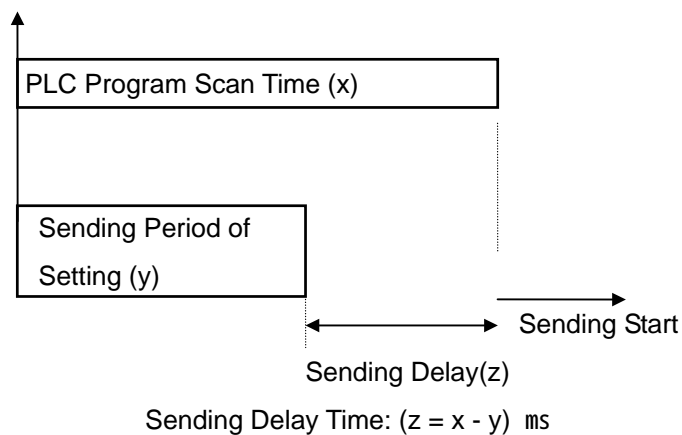 PLC Program Scan Time (x)
Sending Period of
Setting (y)
Sending Start
Sending Delay(z)
Sending Delay Time: (z = x - y) ms